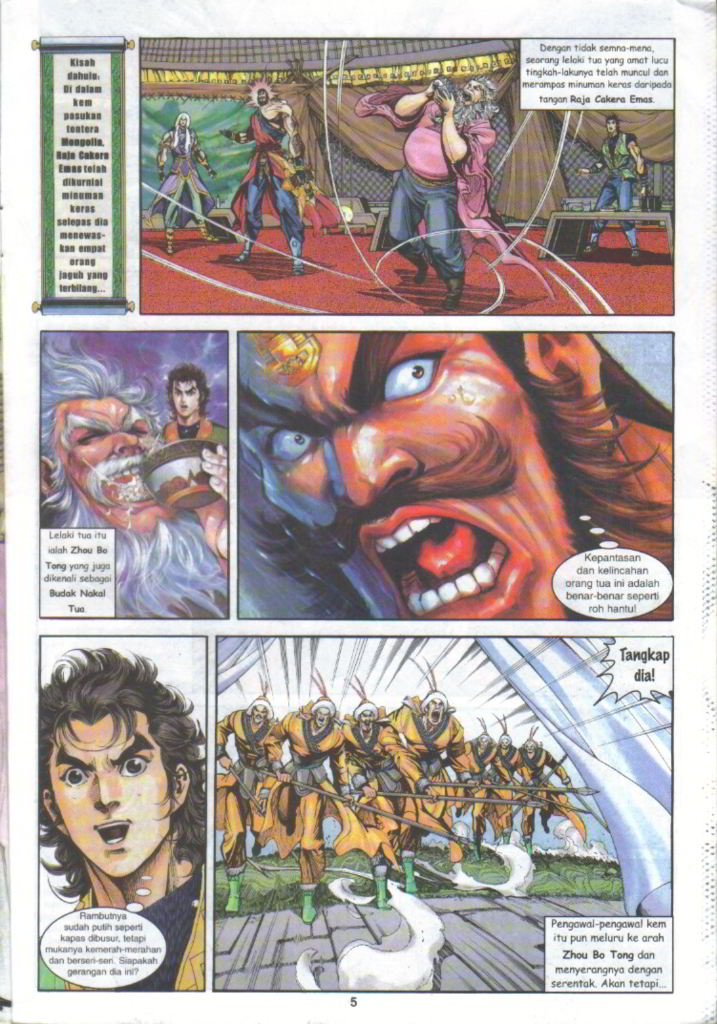 Kisah
dahulu:
Di dalam
kem
pasukan
tentera
Mongolia,
Raja Cakera
Emas telah
dikurniai
minuman
keras
selepas dia
menewas-
kan empat
orang
jaguh yang
terbilang...
Dengan tidak semna-mena,
seorang lelaki tua yang amat lucu
tingkah-lakunya telah muncul dan
merampas minuman keras daripada
tangan Raja Cakera Emas.
Lelaki tua itu
ialah Zhou Bo
Tong yang juga
dikenali sebagai
Budak Nakal
Tua.
Kepantasan
dan kelincahan
orang tua ini adalah
benar-benar seperti
roh hantu!
Rambutnya
sudah putih seperti
kapas dibusur, tetapi
mukanya kemerah-merahan
dan berseri-seri. Siapakah
gerangan dia ini?
Tangkap
dia!
Pengawal-pengawal kem
itu pun meluru ke arah
Zhou Bo Tong dan
menyerangnya dengan
serentak. Akan tetapi...
5